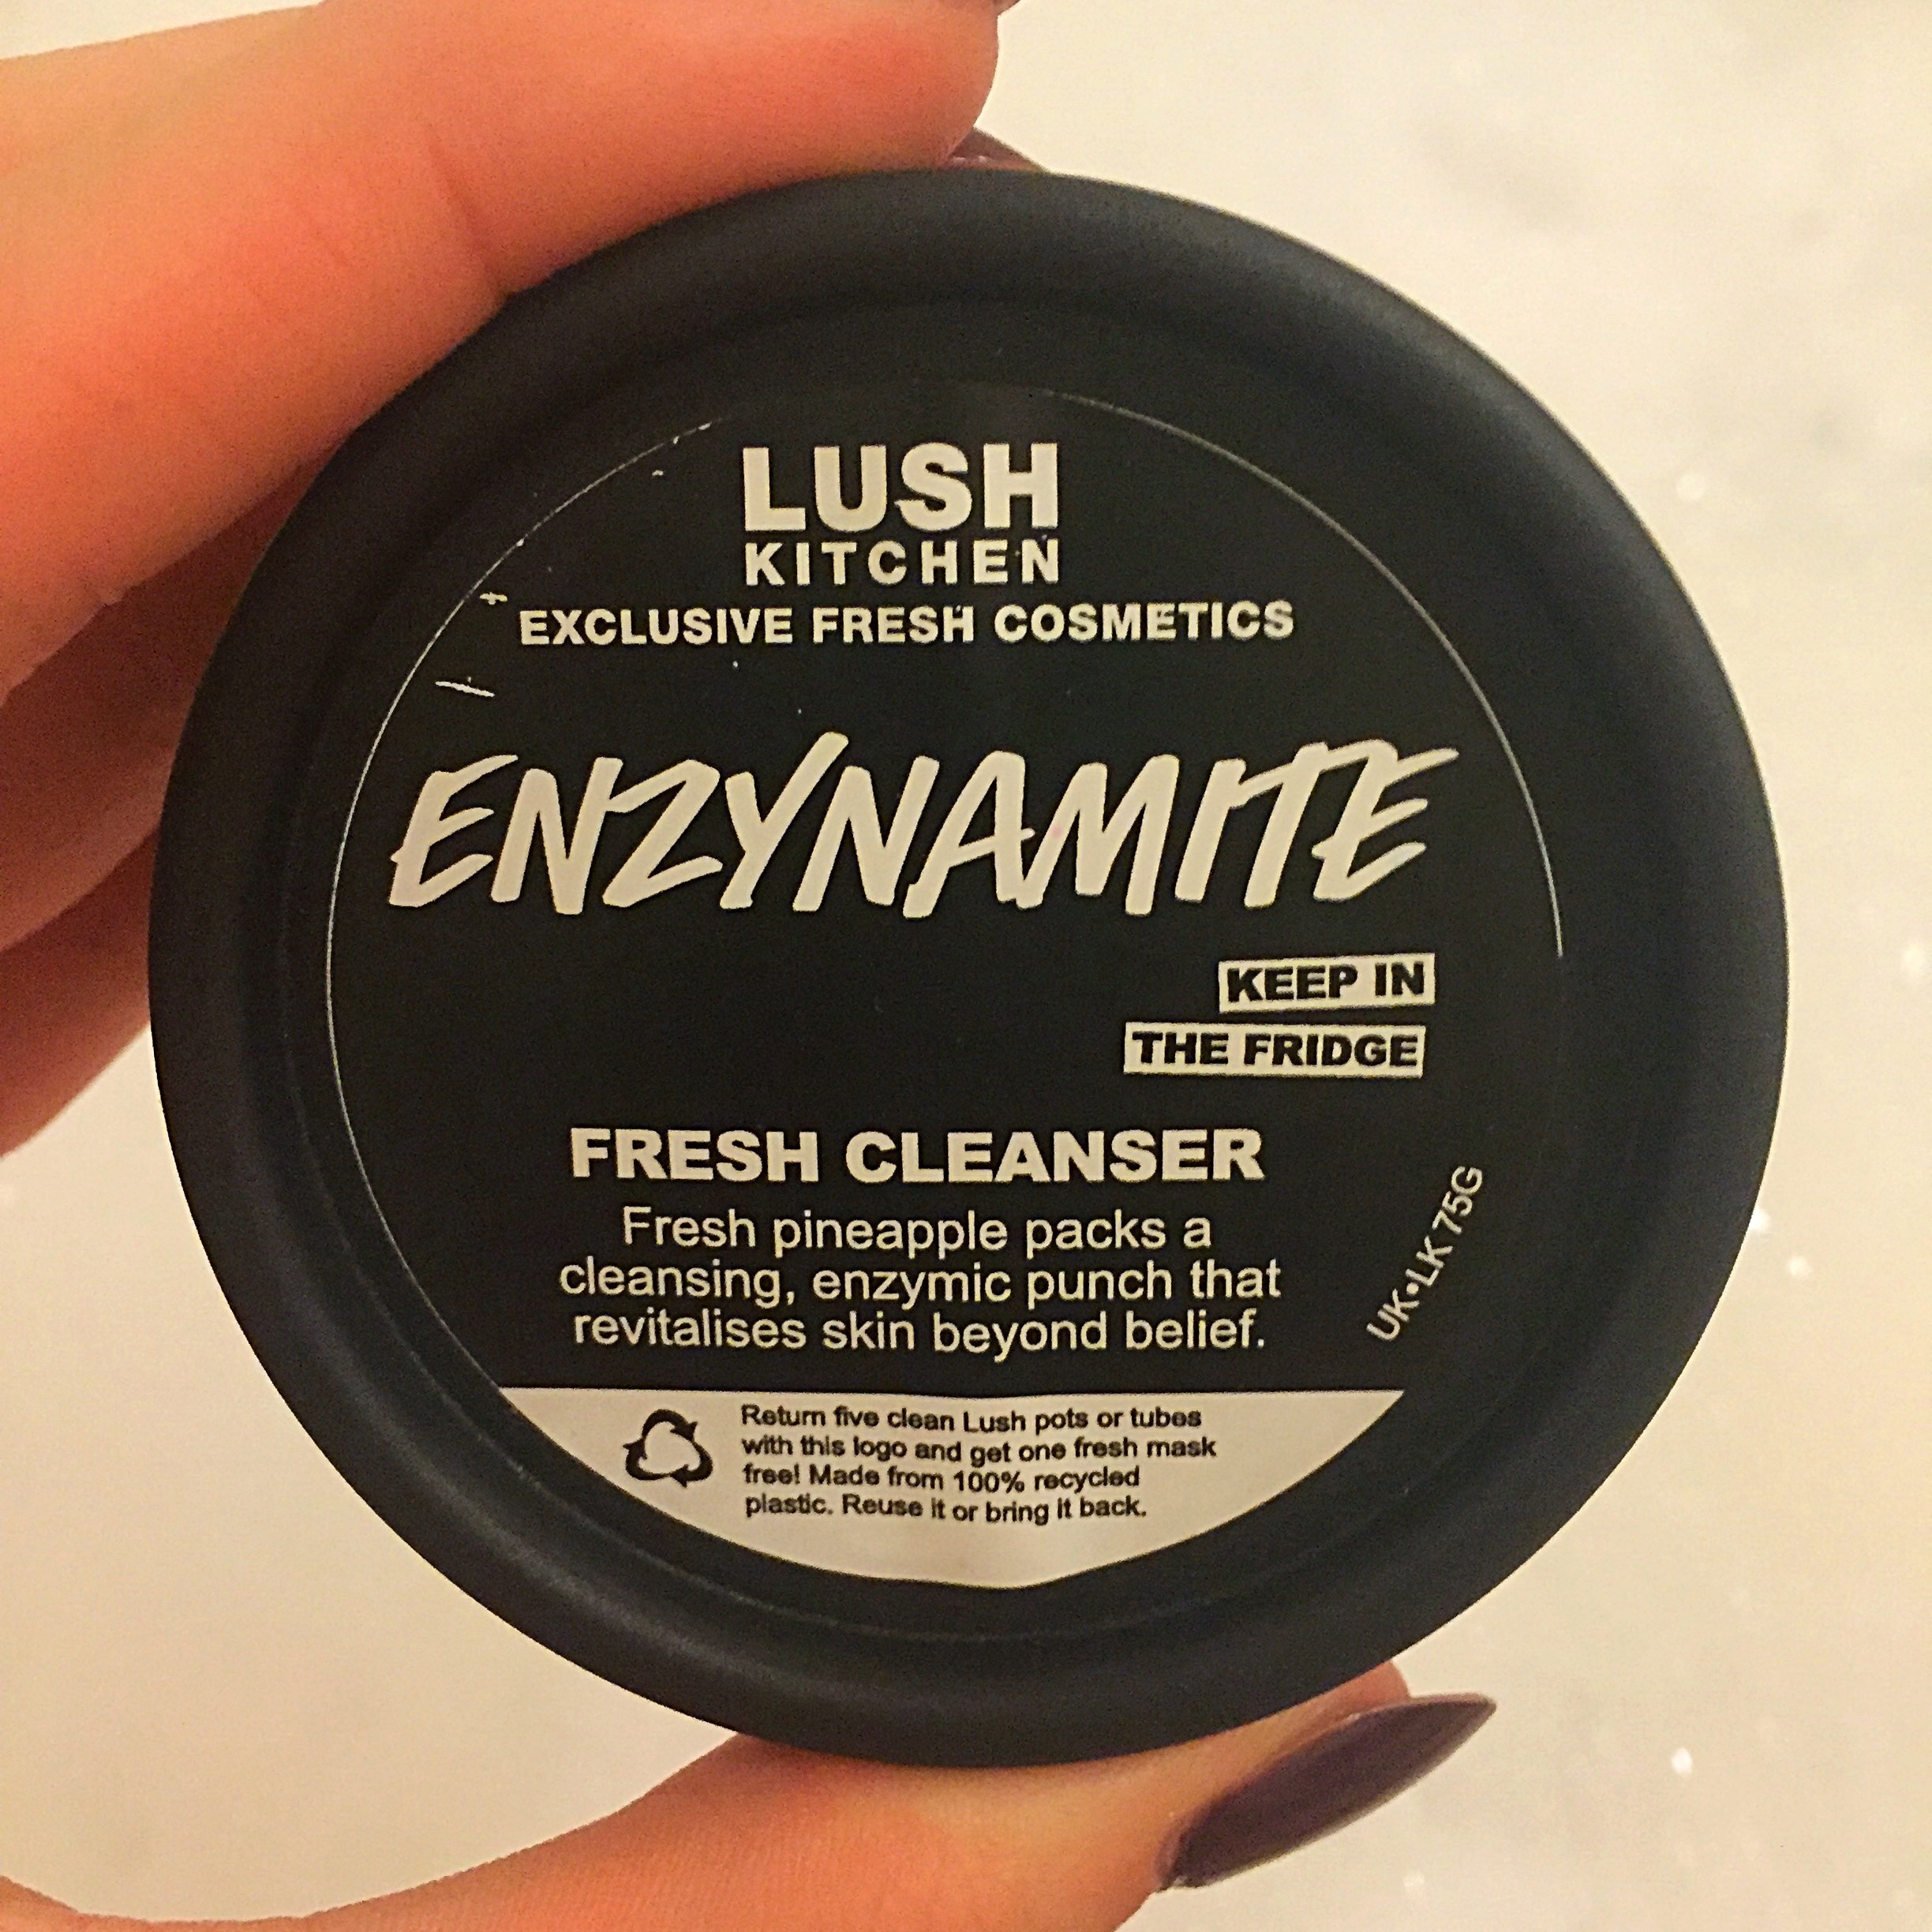 LUSH
KITCHEN
EXCLUSIVE FRESH COSMETICS
ENZYNAMITE
KEEP IN
THE FRIDGE
FRESH CLEANSER
Fresh pineapple packs a
cleansing, enzymic punch that
revitalises skin beyond belief.
UK•LK 75G
Return five clean Lush pots or tubes
with this logo and get one fresh mask
free! Made from 100% recycled
plastic. Reuse it or bring it back.